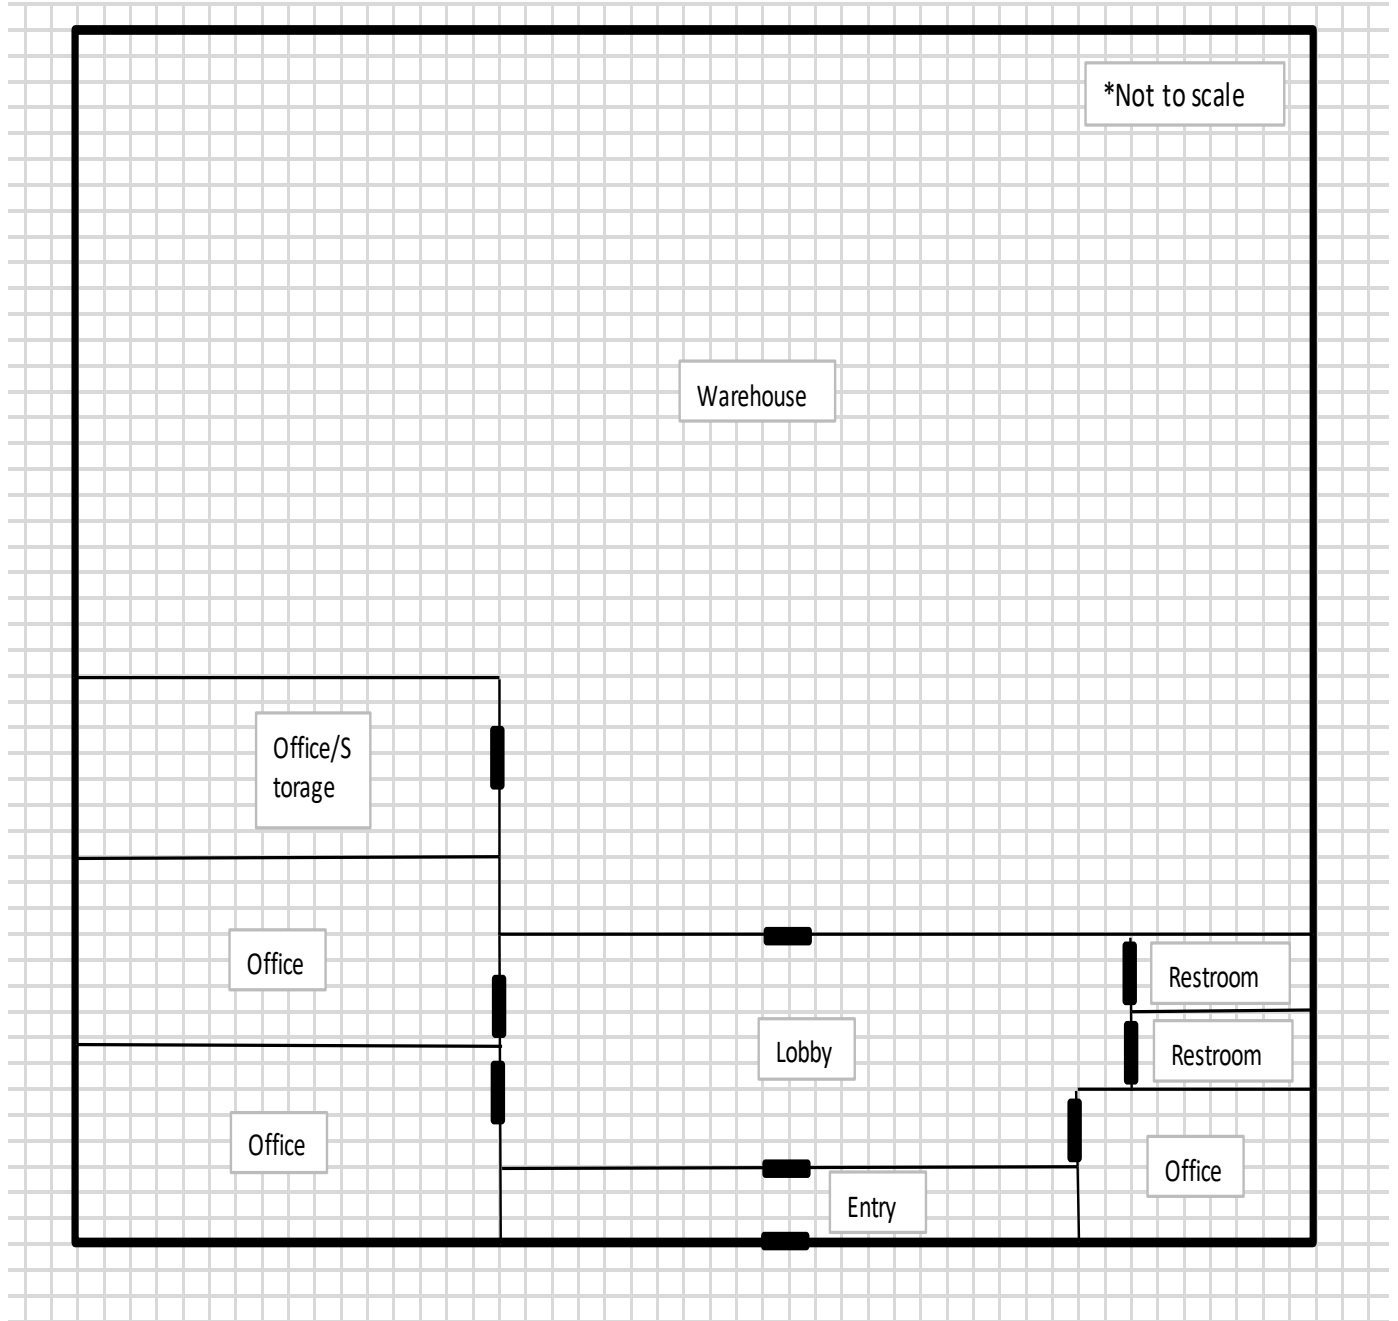 *Not to scale
Warehouse
Office/S
torage
Office
Restroom
Lobby
Restroom
Office
Office
Entry